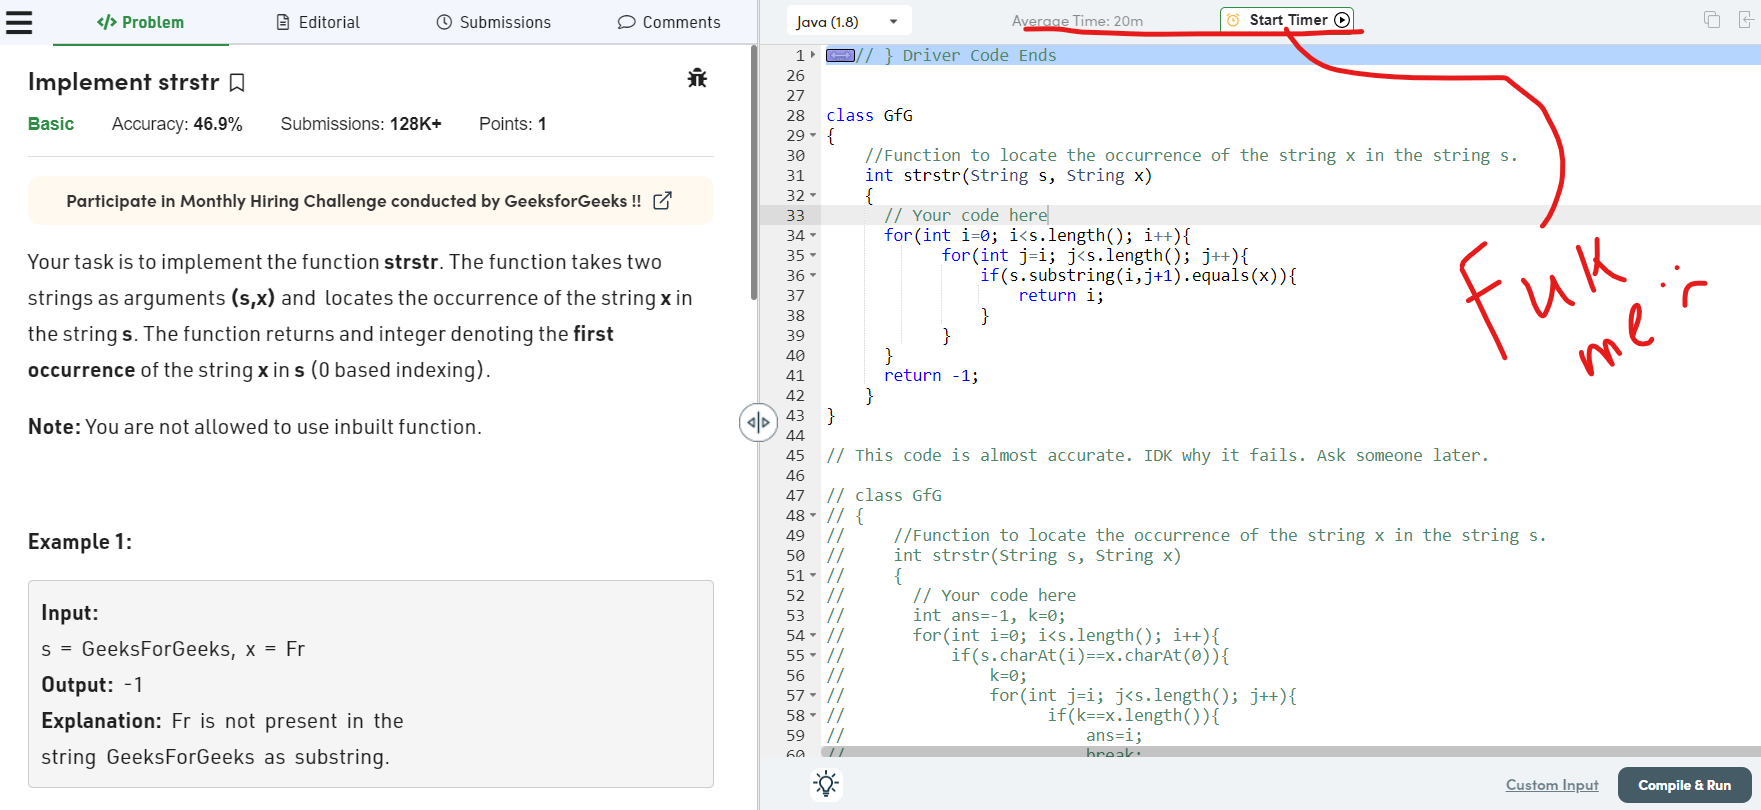 Problem
Editorial
Submissions
Comments
Implement strstr
Basic Accuracy: 46.9% Submissions: 128K+ Points: 1
Participate in Monthly Hiring Challenge conducted by GeeksforGeeks !!
Your task is to implement the function strstr. The function takes two
strings as arguments (s,x) and locates the occurrence of the string x in
the string s. The function returns and integer denoting the first
occurrence of the string x in s (0 based indexing).
Note: You are not allowed to use inbuilt function.
Example 1:
Input:
s = GeeksForGeeks, x = Fr
Output: -1
Explanation: Fr is not present in the
string GeeksForGeeks as substring.
Java (1.8)
Average Time: 20m
Start Timer
1 // } Driver Code Ends
26
27
28 class GfG
29 {
30 //Function to locate the occurrence of the string x in the string s.
31 int strstr(String s, String x)
32 {
33 // Your code here
34 for(int i=0; i<s.length(); i++){
35 for(int j=i; j<s.length(); j++){
36 if(s.substring(i,j+1).equals(x)){
37 return i;
38 }
39 }
40 }
41 return -1;
42 }
43 }
44
45 // This code is almost accurate. IDK why it fails. Ask someone later.
46
47 // class GfG
48 // {
49 // //Function to locate the occurrence of the string x in the string s.
50 // int strstr(String s, String x)
51 // {
52 // // Your code here
53 // int ans=-1, k=0;
54 // for(int i=0; i<s.length(); i++){
55 // if(s.charAt(i)==x.charAt(0)){
56 // k=0;
57 // for(int j=i; j<s.length(); j++){
58 // if(k==x.length()){
59 // ans=i;
60 // break;
Fuk
me
Custom Input
Compile & Run